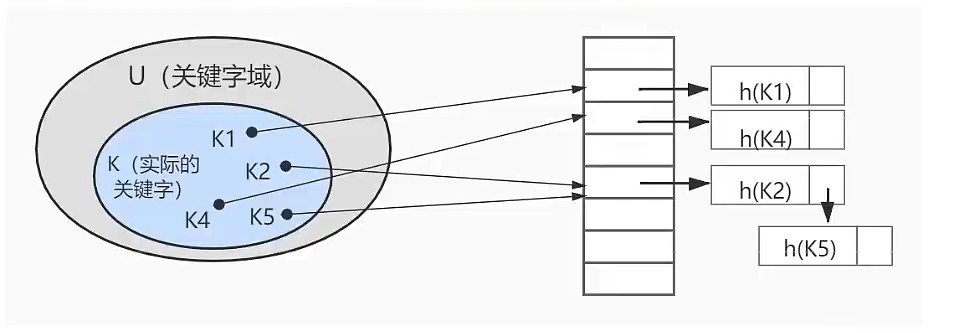 U（关键字域）
K1
K（实际的
关键字）
K2
K4
K5
h(K1)
h(K4)
h(K2)
h(K5)